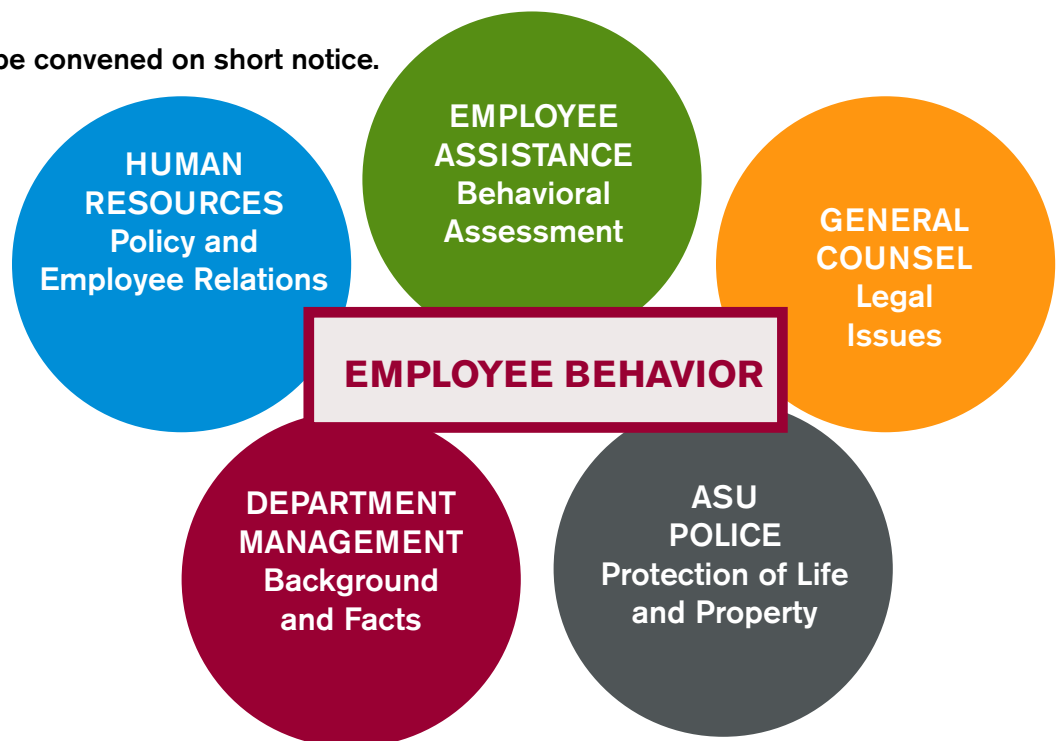 be convened on short notice.
EMPLOYEE
ASSISTANCE
Behavioral
Assessment
HUMAN
RESOURCES
Policy and
Employee Relations
GENERAL
COUNSEL
Legal
Issues
EMPLOYEE BEHAVIOR
DEPARTMENT
MANAGEMENT
Background
and Facts
ASU
POLICE
Protection of Life
and Property